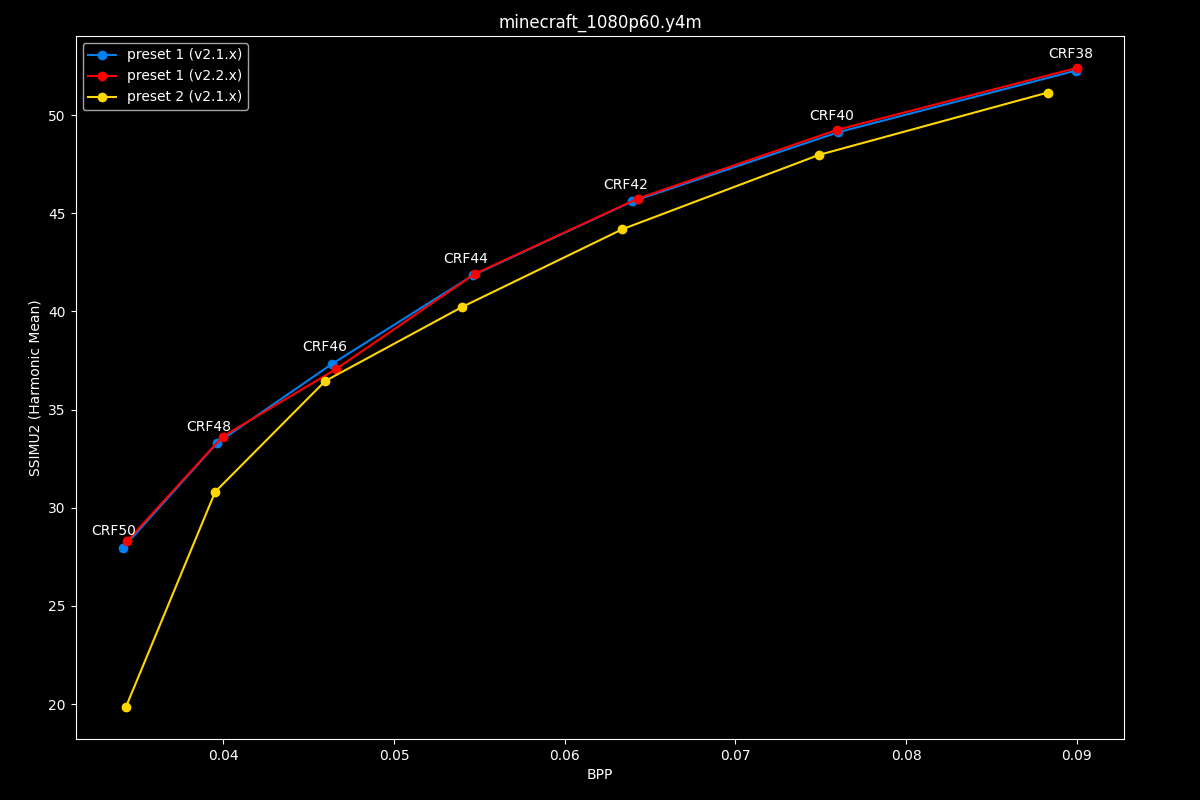 minecraft_1080p60.y4m
preset 1 (v2.1.x)
preset 1 (v2.2.x)
preset 2 (v2.1.x)
CRF38
CRF40
CRF42
CRF44
CRF46
CRF48
CRF50
50
45
40
35
30
25
20
SSIMU2 (Harmonic Mean)
0.04 0.05 0.06 0.07 0.08 0.09
BPP